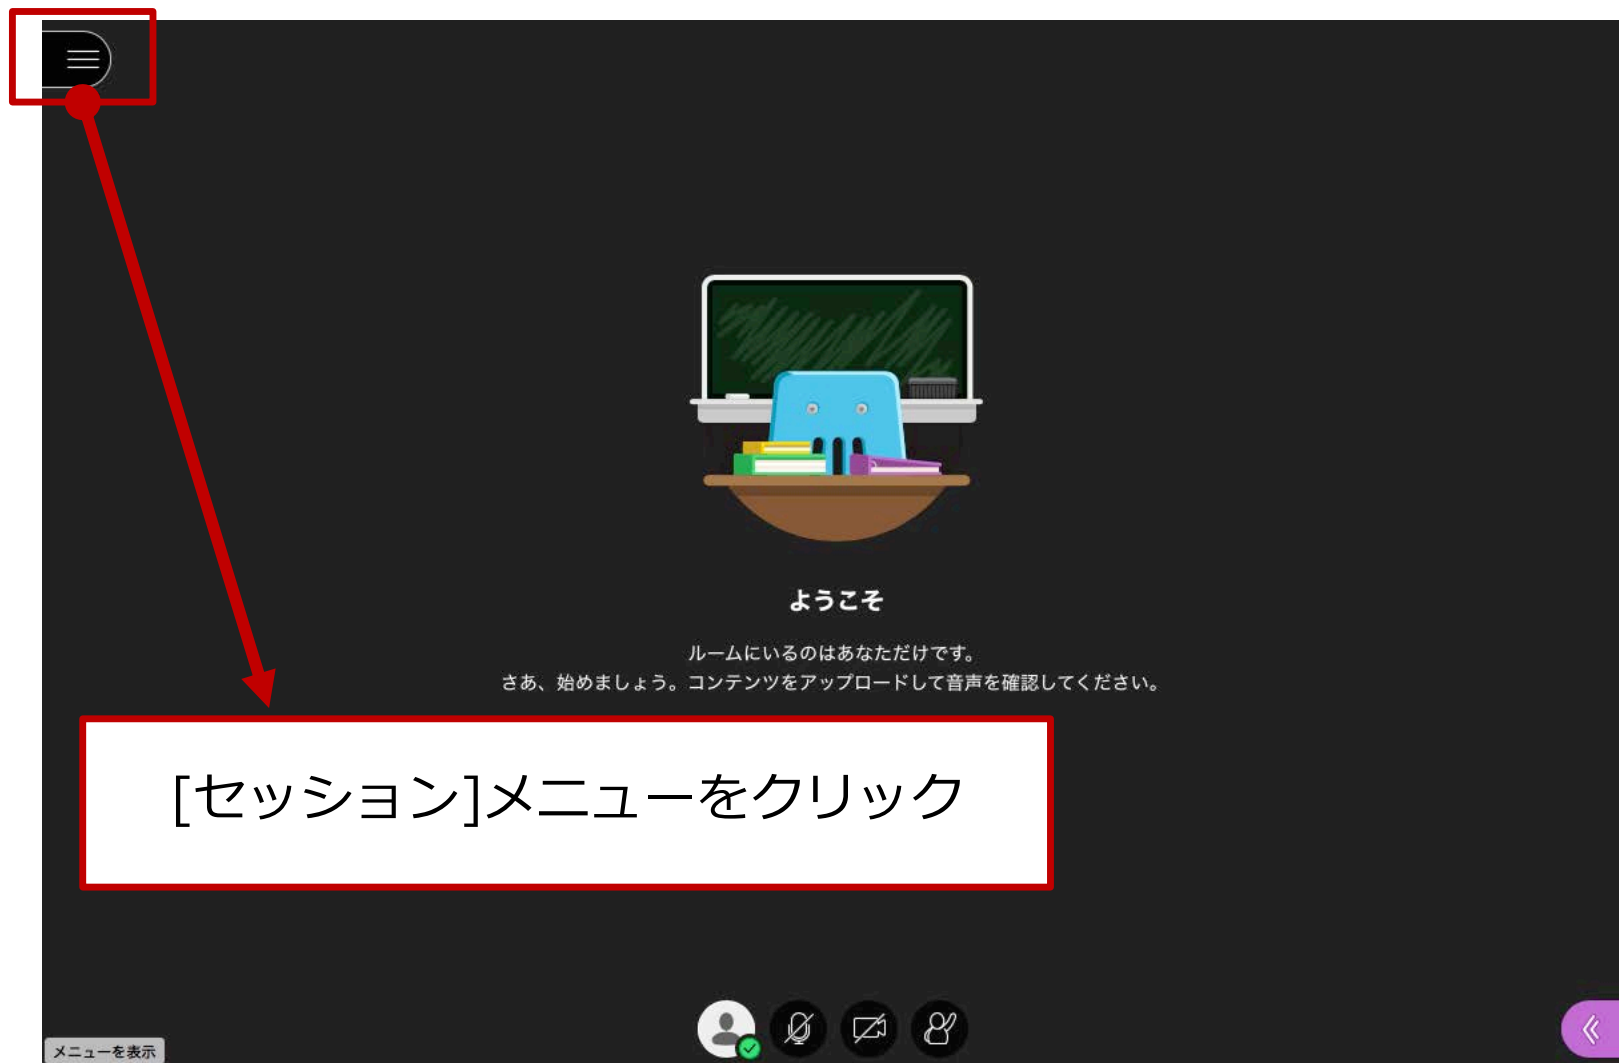 ようこそ
ルームにいるのはあなただけです。
さあ、始めましょう。コンテンツをアップロードして音声を確認してください。
[セッション]メニューをクリック
メニューを表示